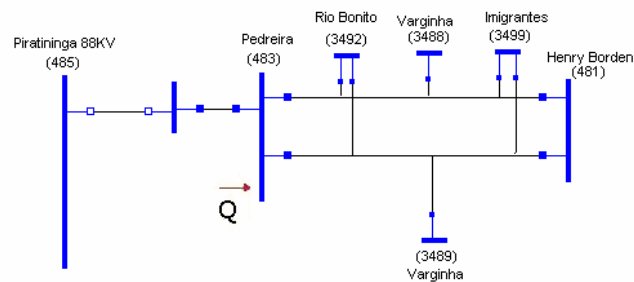 Piratininga 88KV
(485)
Pedreira
(483)
Rio Bonito
(3492)
Varginha
(3488)
Imigrantes
(3499)
Henry Borden
(481)
Q
(3489)
Varginha